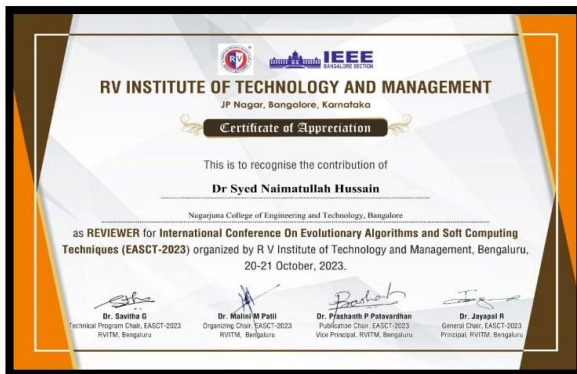 RV
IEEE
BANGALORE SECTION
RV INSTITUTE OF TECHNOLOGY AND MANAGEMENT
JP Nagar, Bangalore, Karnataka
Certificate of Appreciation
This is to recognise the contribution of
Dr Syed Naimatullah Hussain
Nagarjuna College of Engineering and Technology, Bangalore
as REVIEWER for International Conference On Evolutionary Algorithms and Soft Computing
Techniques (EASCT-2023) organized by R V Institute of Technology and Management, Bengaluru,
20-21 October, 2023.
Dr. Savitha G Dr. Malini M Patil Dr. Prashanth P Patavardhan Dr. Jayapal R
Technical Program Chair, EASCT-2023 Organizing Chair, EASCT-2023 Publication Chair, EASCT-2023 General Chair, EASCT-2023
RVITM, Bengaluru RVITM, Bengaluru Vice Principal, RVITM, Bengaluru Principal, RVITM, Bengaluru